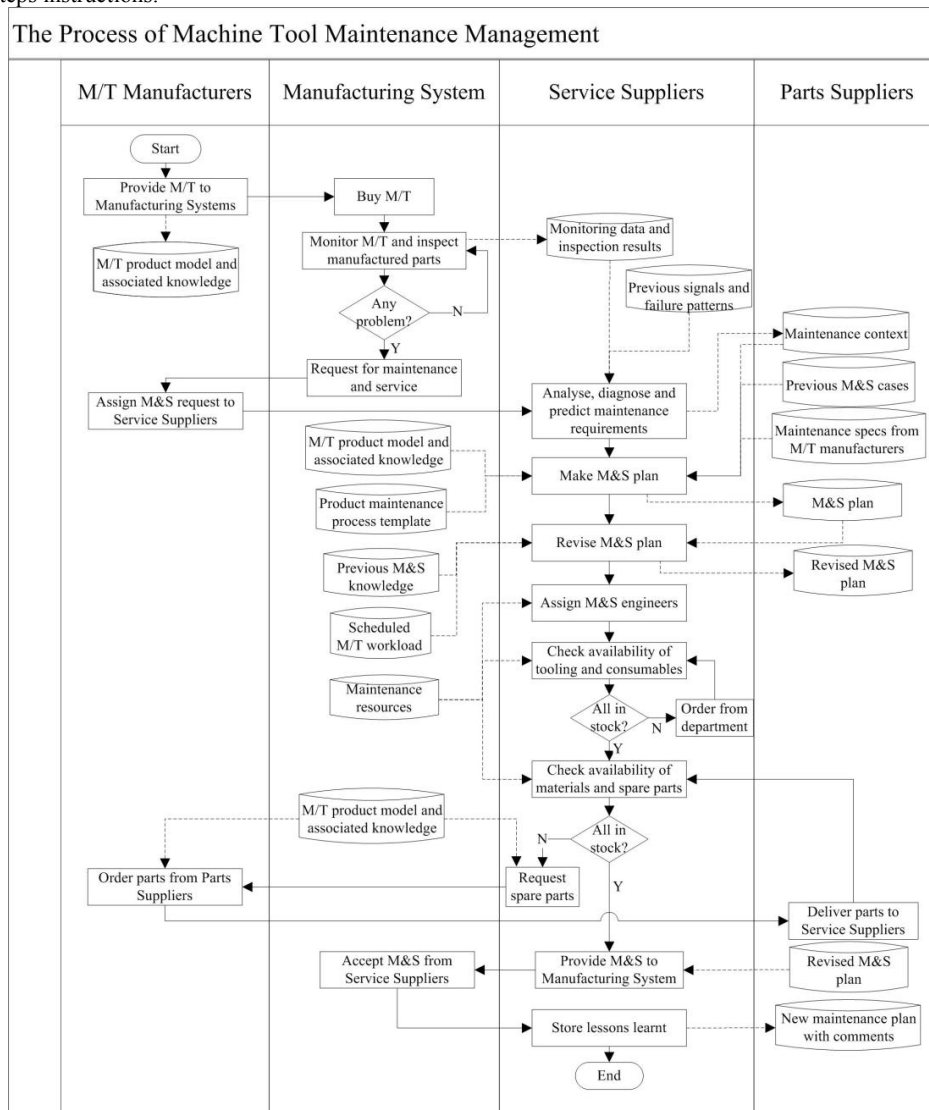 steps instructions.
The Process of Machine Tool Maintenance Management
M/T Manufacturers
Manufacturing System
Service Suppliers
Parts Suppliers
Start
Provide M/T to
Manufacturing Systems
Buy M/T
M/T product model and
associated knowledge
Monitor M/T and inspect
manufactured parts
Monitoring data and
inspection results
Any
problem?
N
Y
Previous signals and
failure patterns
Request for maintenance
and service
Maintenance context
Assign M&S request to
Service Suppliers
Analyse, diagnose and
predict maintenance
requirements
Previous M&S cases
Maintenance specs from
M/T manufacturers
M/T product model and
associated knowledge
Product maintenance
process template
Make M&S plan
M&S plan
Previous M&S
knowledge
Revise M&S plan
Revised M&S
plan
Scheduled
M/T workload
Assign M&S engineers
Maintenance
resources
Check availability of
tooling and consumables
All in
stock?
N
Order from
department
Y
Check availability of
materials and spare parts
M/T product model and
associated knowledge
All in
stock?
N
Y
Order parts from Parts
Suppliers
Request
spare parts
Deliver parts to
Service Suppliers
Accept M&S from
Service Suppliers
Provide M&S to
Manufacturing System
Revised M&S
plan
Store lessons learnt
New maintenance plan
with comments
End